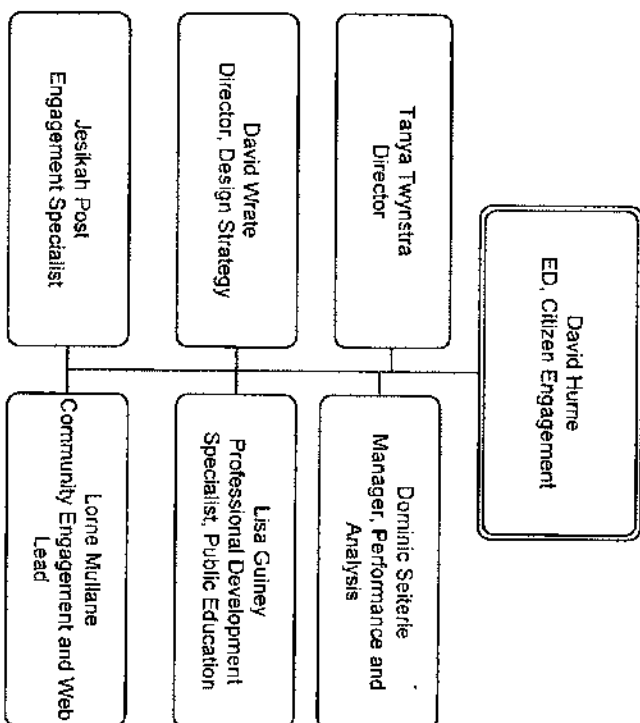 David Hume
ED, Citizen Engagement
Tanya Twynstra
Director
Dominic Seiterle
Manager, Performance and
Analysis
David Wrate
Director, Design Strategy
Lisa Guiney
Professional Development
Specialist, Public Education
Jesikah Post
Engagement Specialist
Lorne Mullane
Community Engagement and Web
Lead